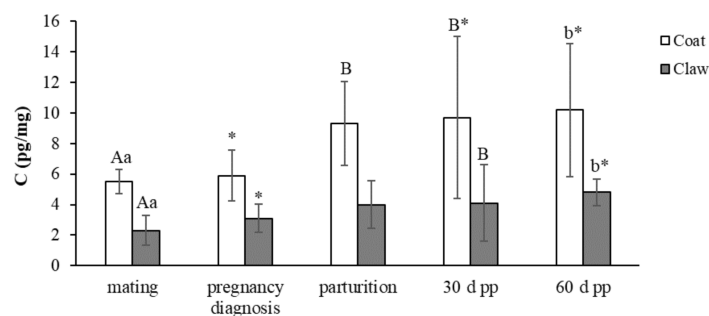 16
14
12
10
8
6
4
2
0
C (pg/mg)
Aa
Aa
*
*
B
B*
B
b*
b*
Coat
Claw
mating
pregnancy
diagnosis
parturition
30 d pp
60 d pp